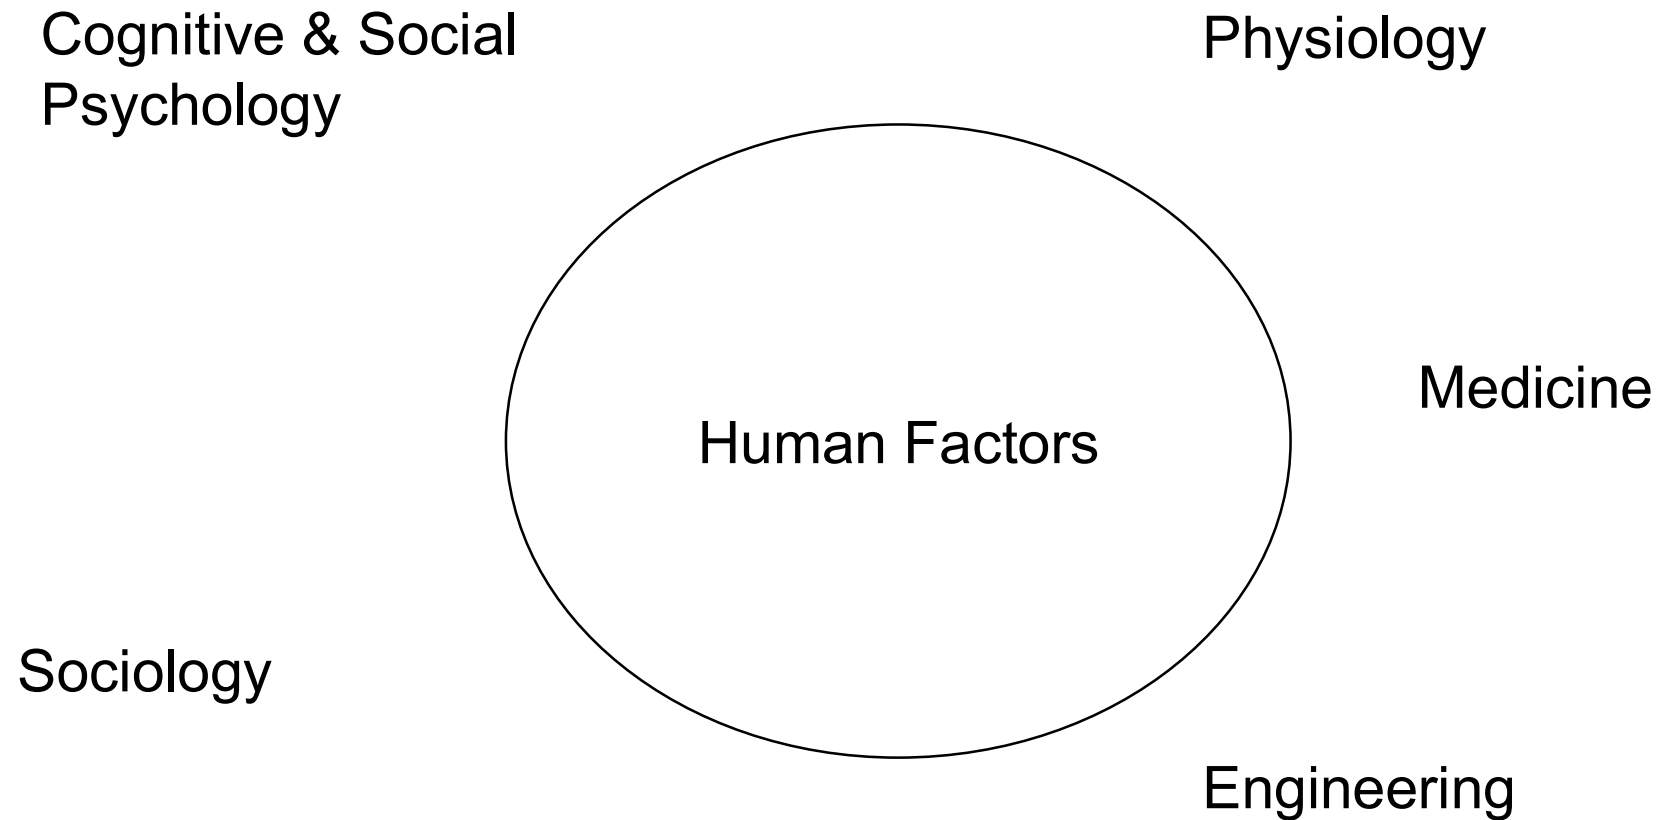 Cognitive & Social
Psychology
Physiology
Medicine
Human Factors
Sociology
Engineering